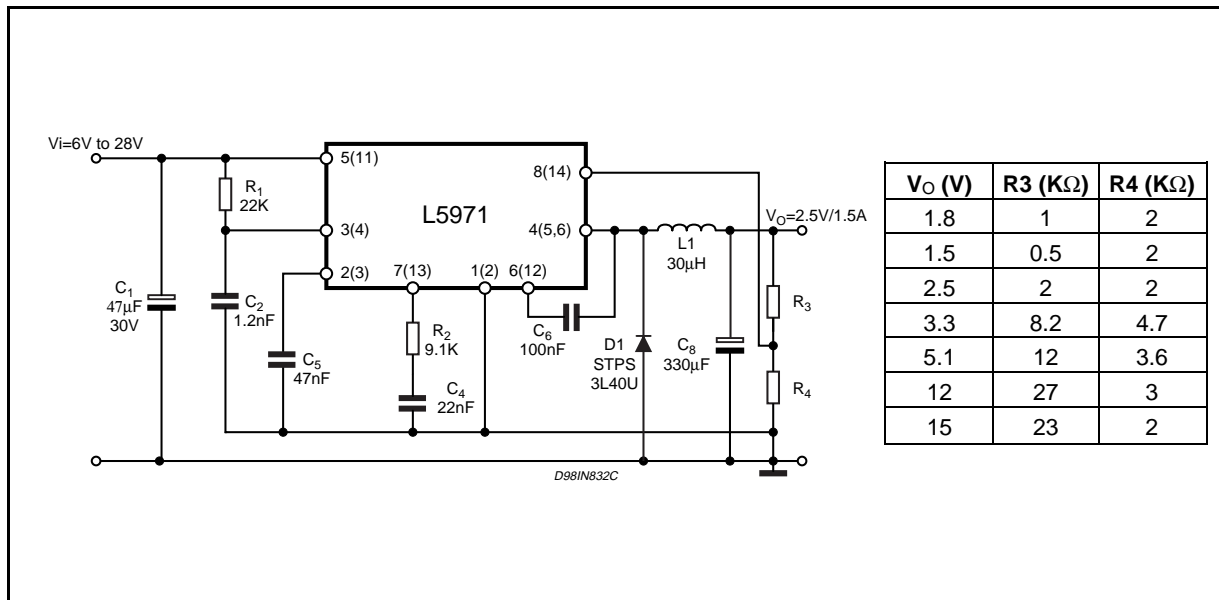 Vi=6V to 28V
5(11)
8(14)
R1
22K
L5971
3(4)
4(5,6)
VO=2.5V/1.5A
L1
30μH
2(3)
7(13)
1(2)
6(12)
C1
47μF
30V
C2
1.2nF
R2
9.1K
C6
100nF
D1
STPS
3L40U
C8
330μF
R3
C5
47nF
C4
22nF
R4
D98IN832C
VO (V) R3 (KΩ) R4 (KΩ)
1.8 1 2
1.5 0.5 2
2.5 2 2
3.3 8.2 4.7
5.1 12 3.6
12 27 3
15 23 2